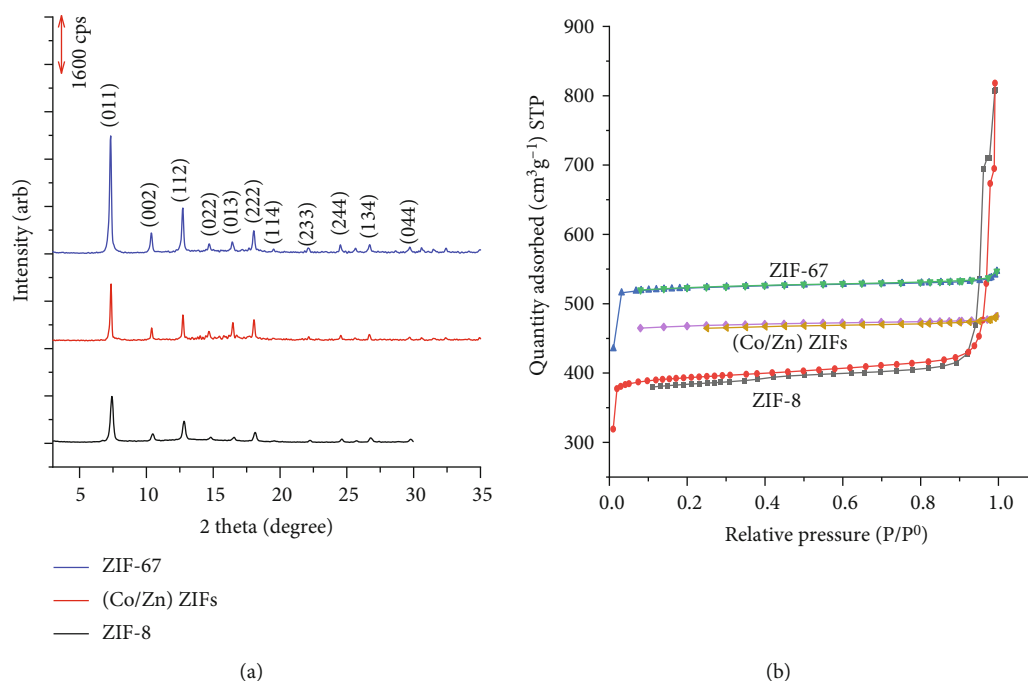 1600 cps
(011)
(002)
(112)
(022)
(013)
(222)
(114)
(233)
(244)
(134)
(044)
Intensity (arb)
5 10 15 20 25 30 35
2 theta (degree)
ZIF-67
(Co/Zn) ZIFs
ZIF-8
(a)
900
800
700
600
500
400
300
Quantity adsorbed (cm³g⁻¹) STP
ZIF-67
(Co/Zn) ZIFs
ZIF-8
0.0 0.2 0.4 0.6 0.8 1.0
Relative pressure (P/P⁰)
(b)